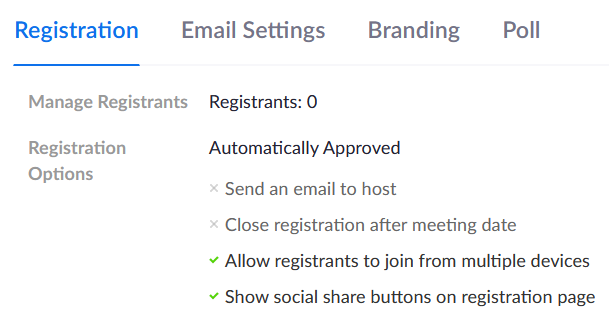 Registration Email Settings Branding Poll
Manage Registrants Registrants: 0
Registration Options Automatically Approved
× Send an email to host
× Close registration after meeting date
✓ Allow registrants to join from multiple devices
✓ Show social share buttons on registration page